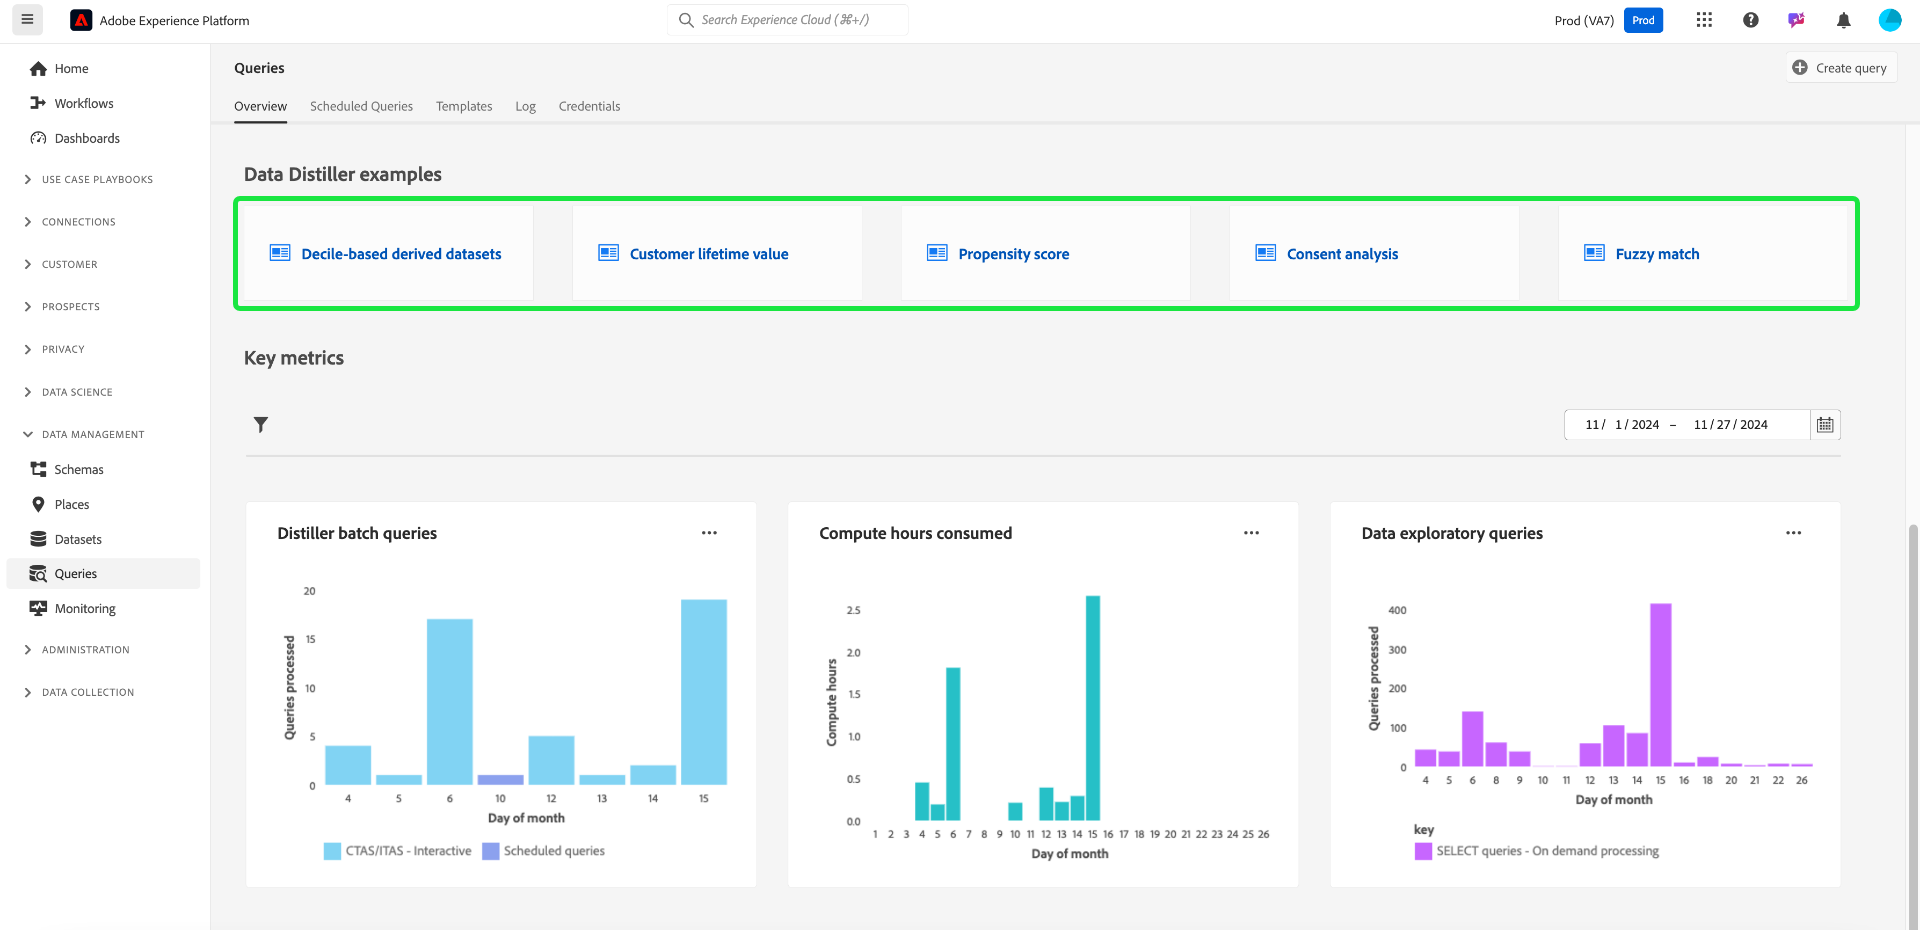 Adobe Experience Platform
Search Experience Cloud (⌘+/)
Prod (VA7)
Prod
Home
Workflows
Dashboards
USE CASE PLAYBOOKS
CONNECTIONS
CUSTOMER
PROSPECTS
PRIVACY
DATA SCIENCE
DATA MANAGEMENT
Schemas
Places
Datasets
Queries
Monitoring
ADMINISTRATION
DATA COLLECTION
Queries
Create query
Overview Scheduled Queries Templates Log Credentials
Data Distiller examples
Decile-based derived datasets
Customer lifetime value
Propensity score
Consent analysis
Fuzzy match
Key metrics
11 / 1 / 2024 – 11 / 27 / 2024
Distiller batch queries
Queries processed
20
15
10
5
0
4 5 6 10 12 13 14 15
Day of month
CTAS/ITAS - Interactive Scheduled queries
Compute hours consumed
Compute hours
2.5
2.0
1.5
1.0
0.5
0.0
1 2 3 4 5 6 7 8 9 10 11 12 13 14 15 16 17 18 19 20 21 22 23 24 25 26
Day of month
Data exploratory queries
Queries processed
400
300
200
100
0
4 5 6 8 9 10 11 12 13 14 15 16 18 20 21 22 26
Day of month
key
SELECT queries - On demand processing